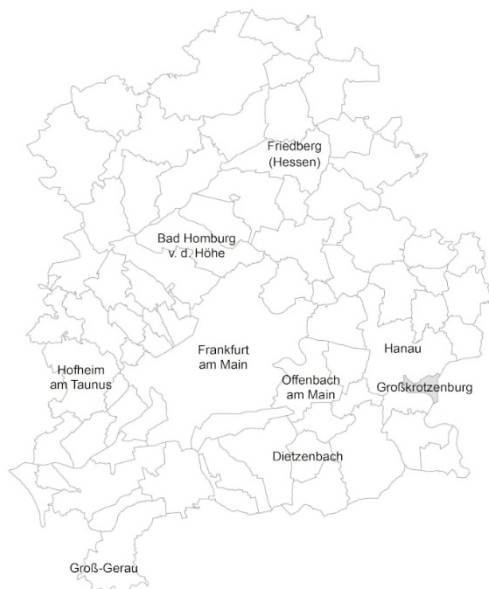 Friedberg
(Hessen)
Bad Homburg
v. d. Höhe
Frankfurt
am Main
Hanau
Hofheim
am Taunus
Offenbach
am Main
Großkrotzenburg
Dietzenbach
Groß-Gerau